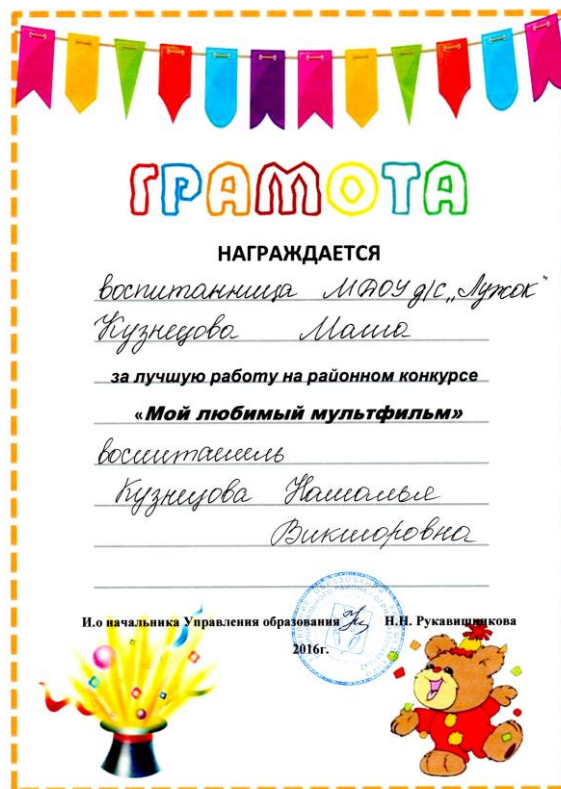 ГРАМОТА
НАГРАЖДАЕТСЯ
воспитанница МДОУ д/с „Лужок“
Кузнецова Маша
за лучшую работу на районном конкурсе
«Мой любимый мультфильм»
воспитатель
Кузнецова Наталья
Викторовна
И.о начальника Управления образования Н.Н. Рукавишникова
2016г.